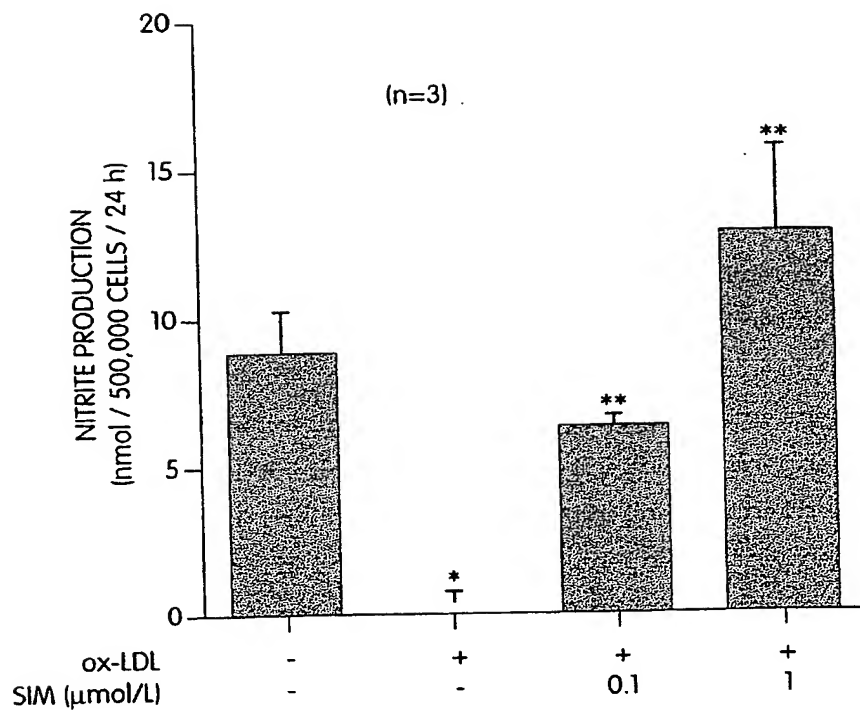 20
(n=3)
**
15
NITRITE PRODUCTION
(nmol / 500,000 CELLS / 24 h)
10
**
5
*
0
ox-LDL - + + +
SIM (μmol/L) - - 0.1 1